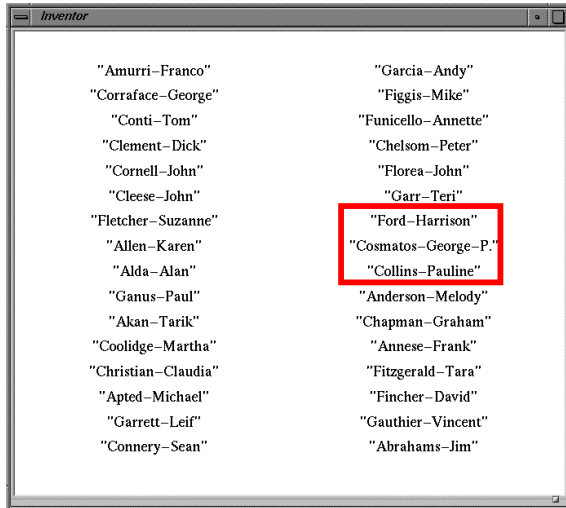 Inventor
"Amurri–Franco"
"Corraface–George"
"Conti–Tom"
"Clement–Dick"
"Cornell–John"
"Cleese–John"
"Fletcher–Suzanne"
"Allen–Karen"
"Alda–Alan"
"Ganus–Paul"
"Akan–Tarik"
"Coolidge–Martha"
"Christian–Claudia"
"Apted–Michael"
"Garrett–Leif"
"Connery–Sean"
"Garcia–Andy"
"Figgis–Mike"
"Funicello–Annette"
"Chelsom–Peter"
"Florea–John"
"Garr–Teri"
"Ford–Harrison"
"Cosmatos–George–P."
"Collins–Pauline"
"Anderson–Melody"
"Chapman–Graham"
"Annese–Frank"
"Fitzgerald–Tara"
"Fincher–David"
"Gauthier–Vincent"
"Abrahams–Jim"